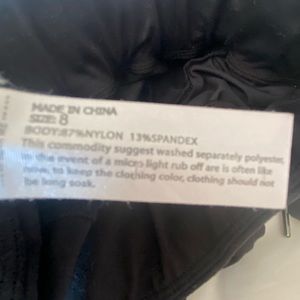 MADE IN CHINA
SIZE: 8
BODY:87%NYLON 13%SPANDEX
This commodity suggest washed separately polyester,
in the event of a micro light rub off are is often like
new, to keep the clothing color, clothing should not
be long soak.